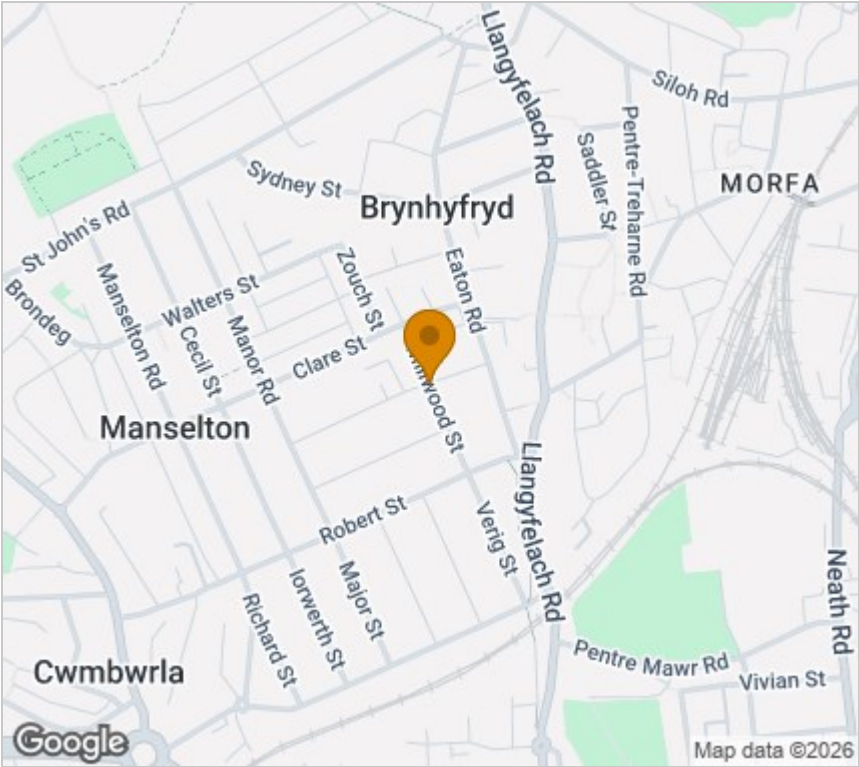 Llangyfelach Rd
Siloh Rd
Pentre-Treharne Rd
Saddler St
MORFA
Sydney St
Brynhyfryd
St John's Rd
Brondeg
Manselton Rd
Walters St
Cecil St
Manor Rd
Zouch St
Eaton Rd
Clare St
Manselton
wood St
Llangyfelach Rd
Robert St
Verig St
Neath Rd
Iorwerth St
Major St
Richard St
Pentre Mawr Rd
Vivian St
Cwmbwrla
Google
Map data ©2026